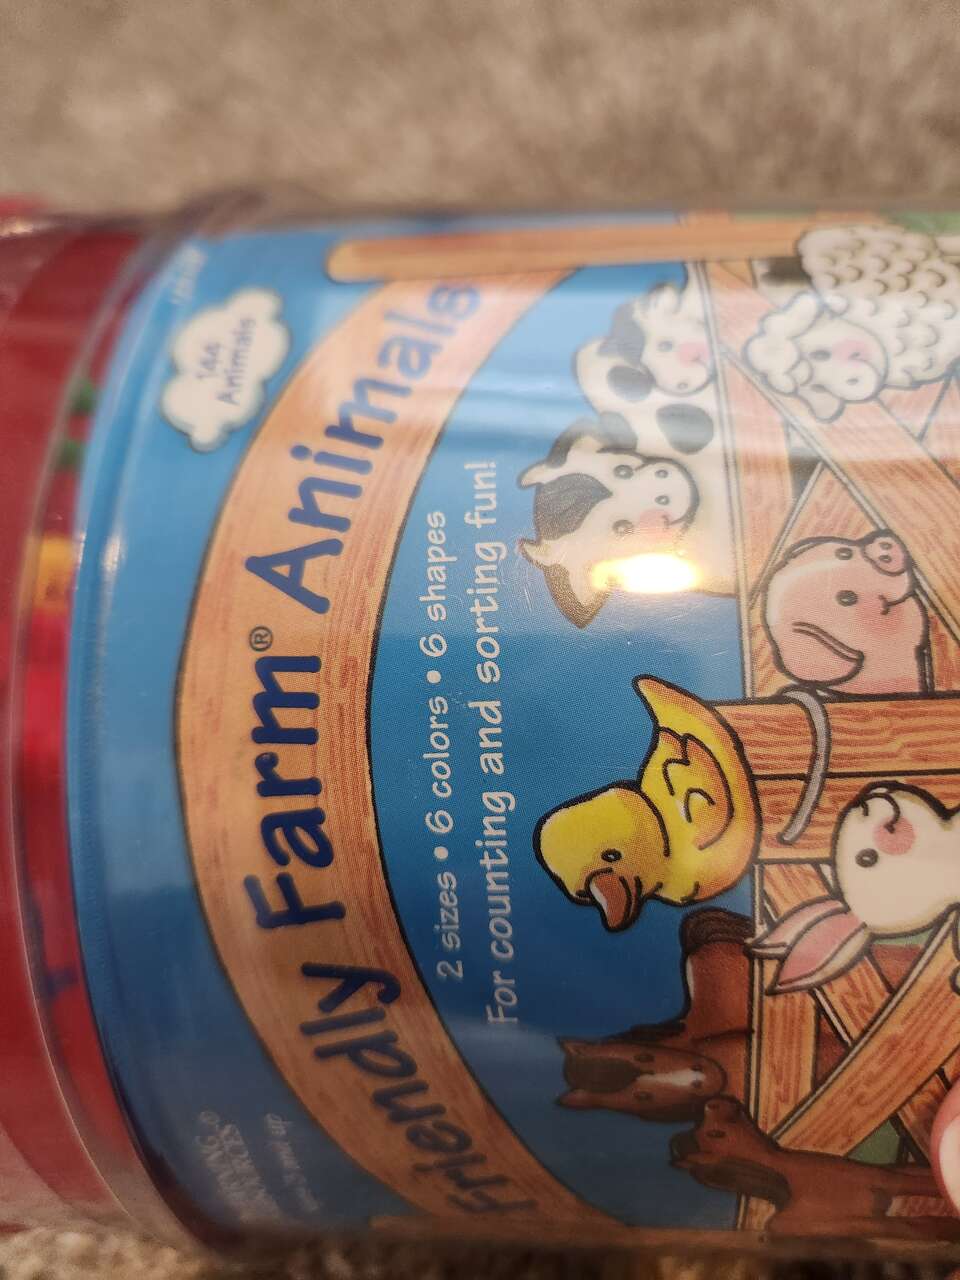 144
Animals
Friendly Farm® Animals
2 sizes • 6 colors • 6 shapes
For counting and sorting fun!